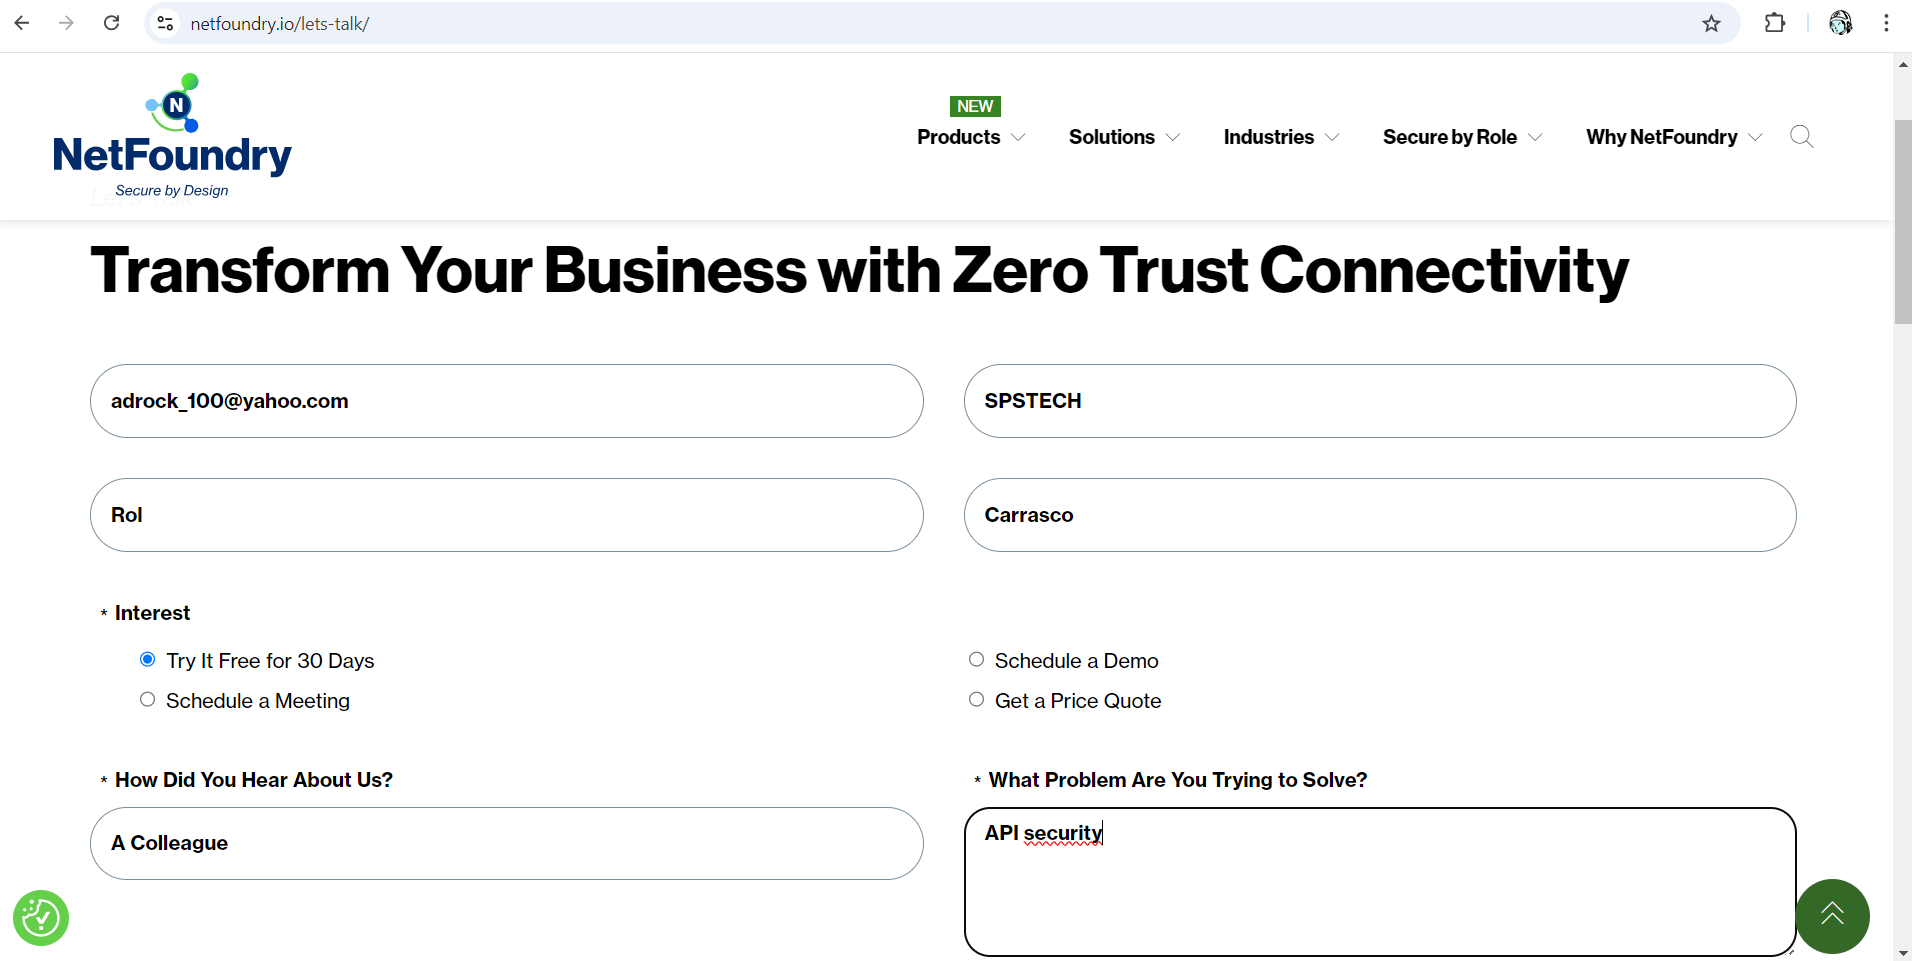 netfoundry.io/lets-talk/
N
NetFoundry
Secure by Design
Let's Talk
NEW
Products
Solutions
Industries
Secure by Role
Why NetFoundry
Transform Your Business with Zero Trust Connectivity
adrock_100@yahoo.com
SPSTECH
Rol
Carrasco
* Interest
Try It Free for 30 Days
Schedule a Demo
Schedule a Meeting
Get a Price Quote
* How Did You Hear About Us?
* What Problem Are You Trying to Solve?
A Colleague
API security